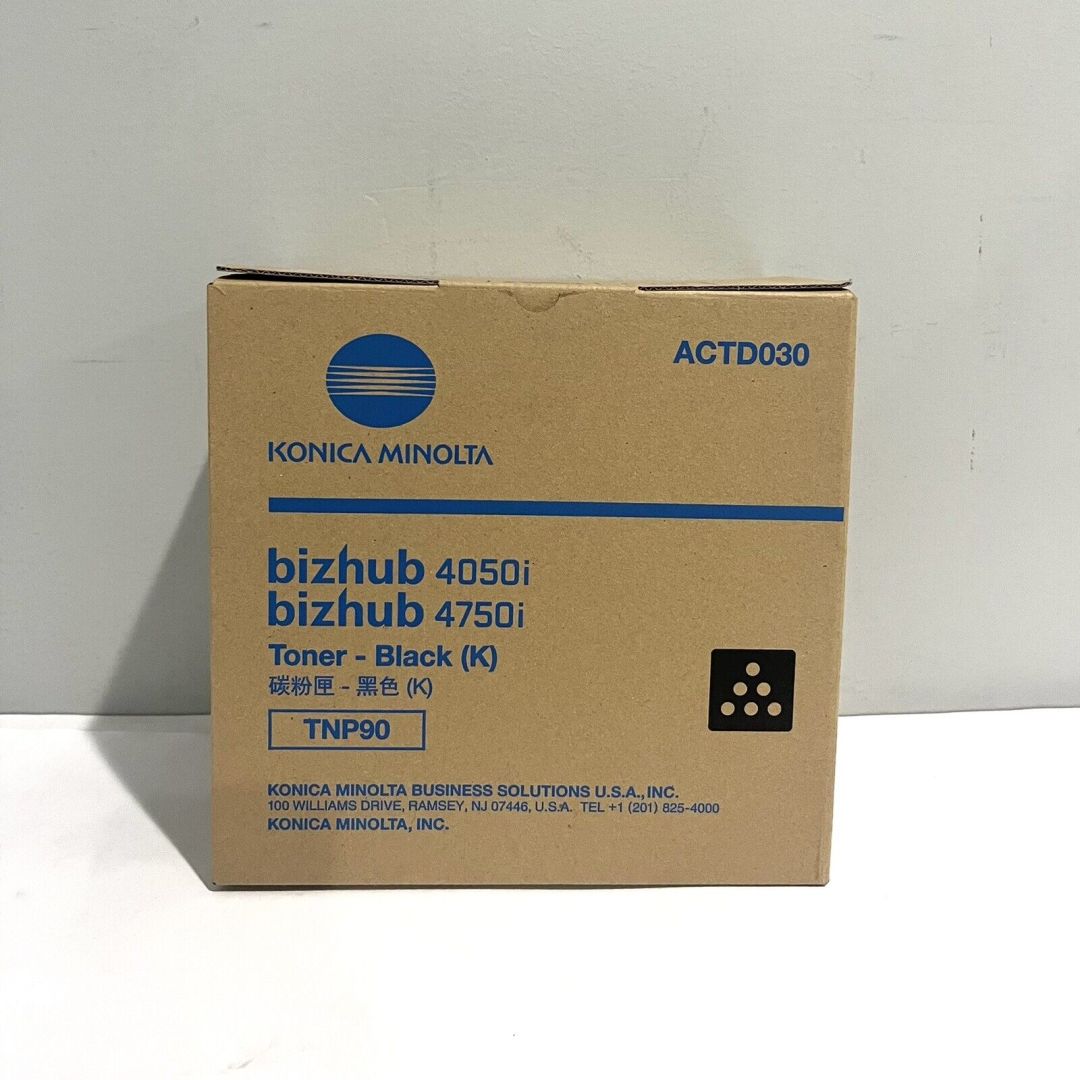 ACTD030
KONICA MINOLTA
bizhub 4050i
bizhub 4750i
Toner - Black (K)
碳粉匣 - 黑色 (K)
TNP90
KONICA MINOLTA BUSINESS SOLUTIONS U.S.A., INC.
100 WILLIAMS DRIVE, RAMSEY, NJ 07446, U.S.A. TEL +1 (201) 825-4000
KONICA MINOLTA, INC.